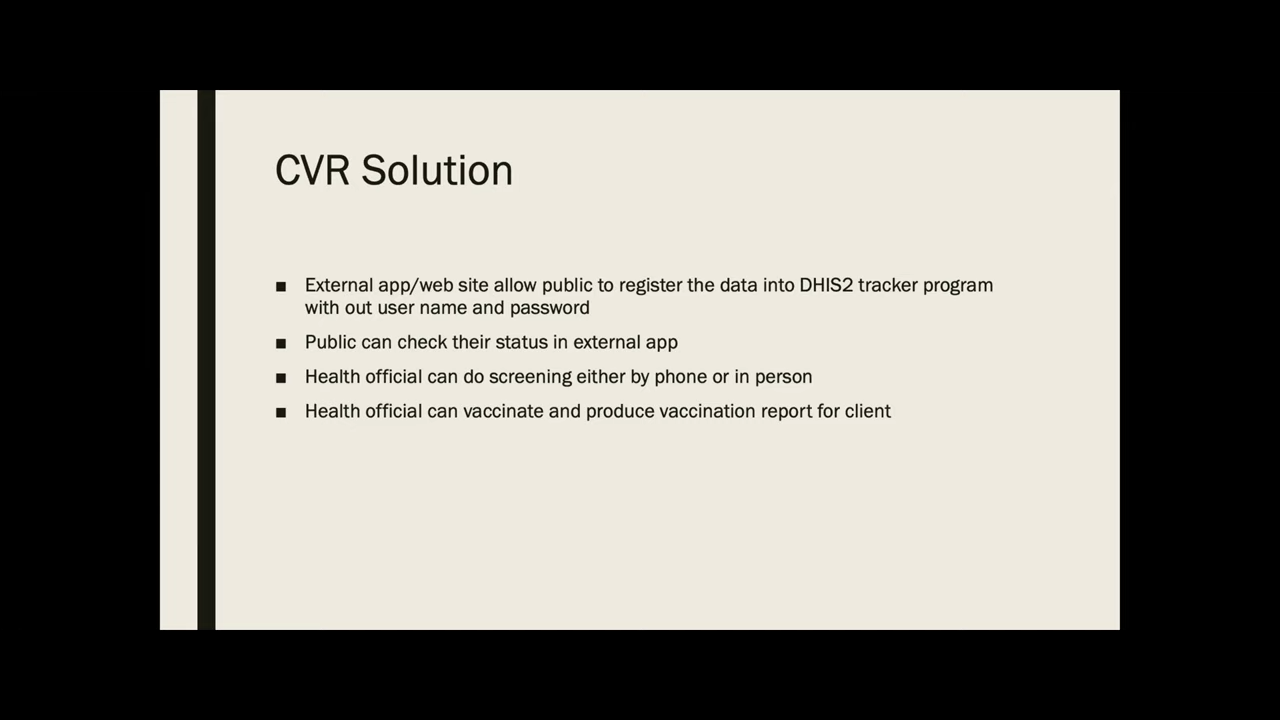 CVR Solution
■ External app/web site allow public to register the data into DHIS2 tracker program
with out user name and password
■ Public can check their status in external app
■ Health official can do screening either by phone or in person
■ Health official can vaccinate and produce vaccination report for client